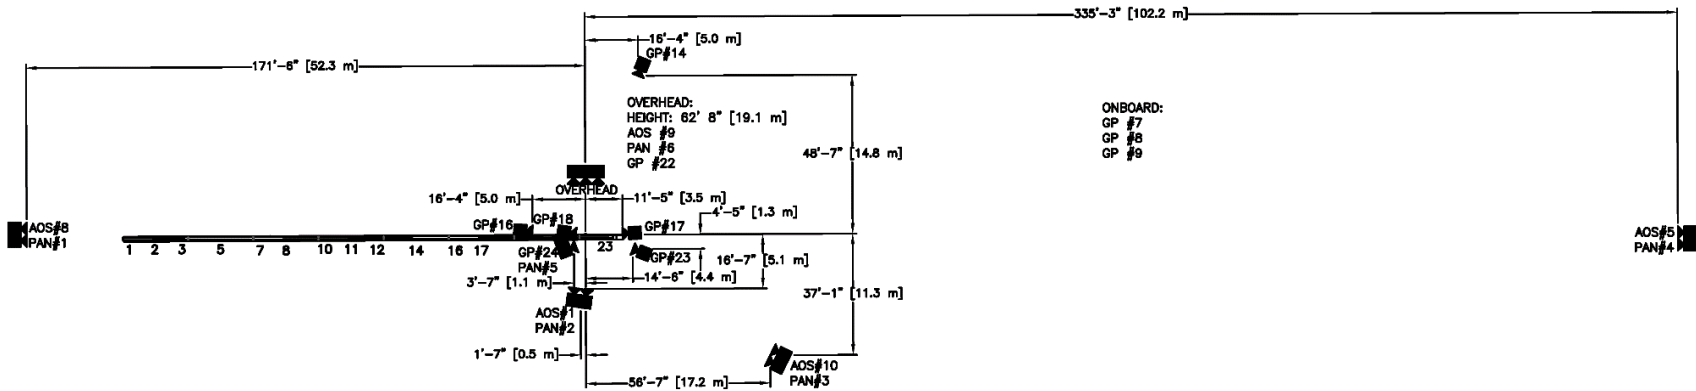 335'-3" [102.2 m]
16'-4" [5.0 m]
GP#14
171'-6" [52.3 m]
OVERHEAD:
HEIGHT: 62' 8" [19.1 m]
AOS #9
PAN #6
GP #22
ONBOARD:
GP #7
GP #8
GP #9
48'-7" [14.8 m]
OVERHEAD
16'-4" [5.0 m]
11'-5" [3.5 m]
4'-5" [1.3 m]
GP#16
GP#18
GP#17
AOS#8
PAN#1
AOS#5
PAN#4
1 2 3 5 7 8 10 11 12 14 16 17 23
GP#24
PAN#5
GP#23
16'-7" [5.1 m]
14'-6" [4.4 m]
3'-7" [1.1 m]
37'-1" [11.3 m]
AOS#1
PAN#2
1'-7" [0.5 m]
AOS#10
PAN#3
56'-7" [17.2 m]